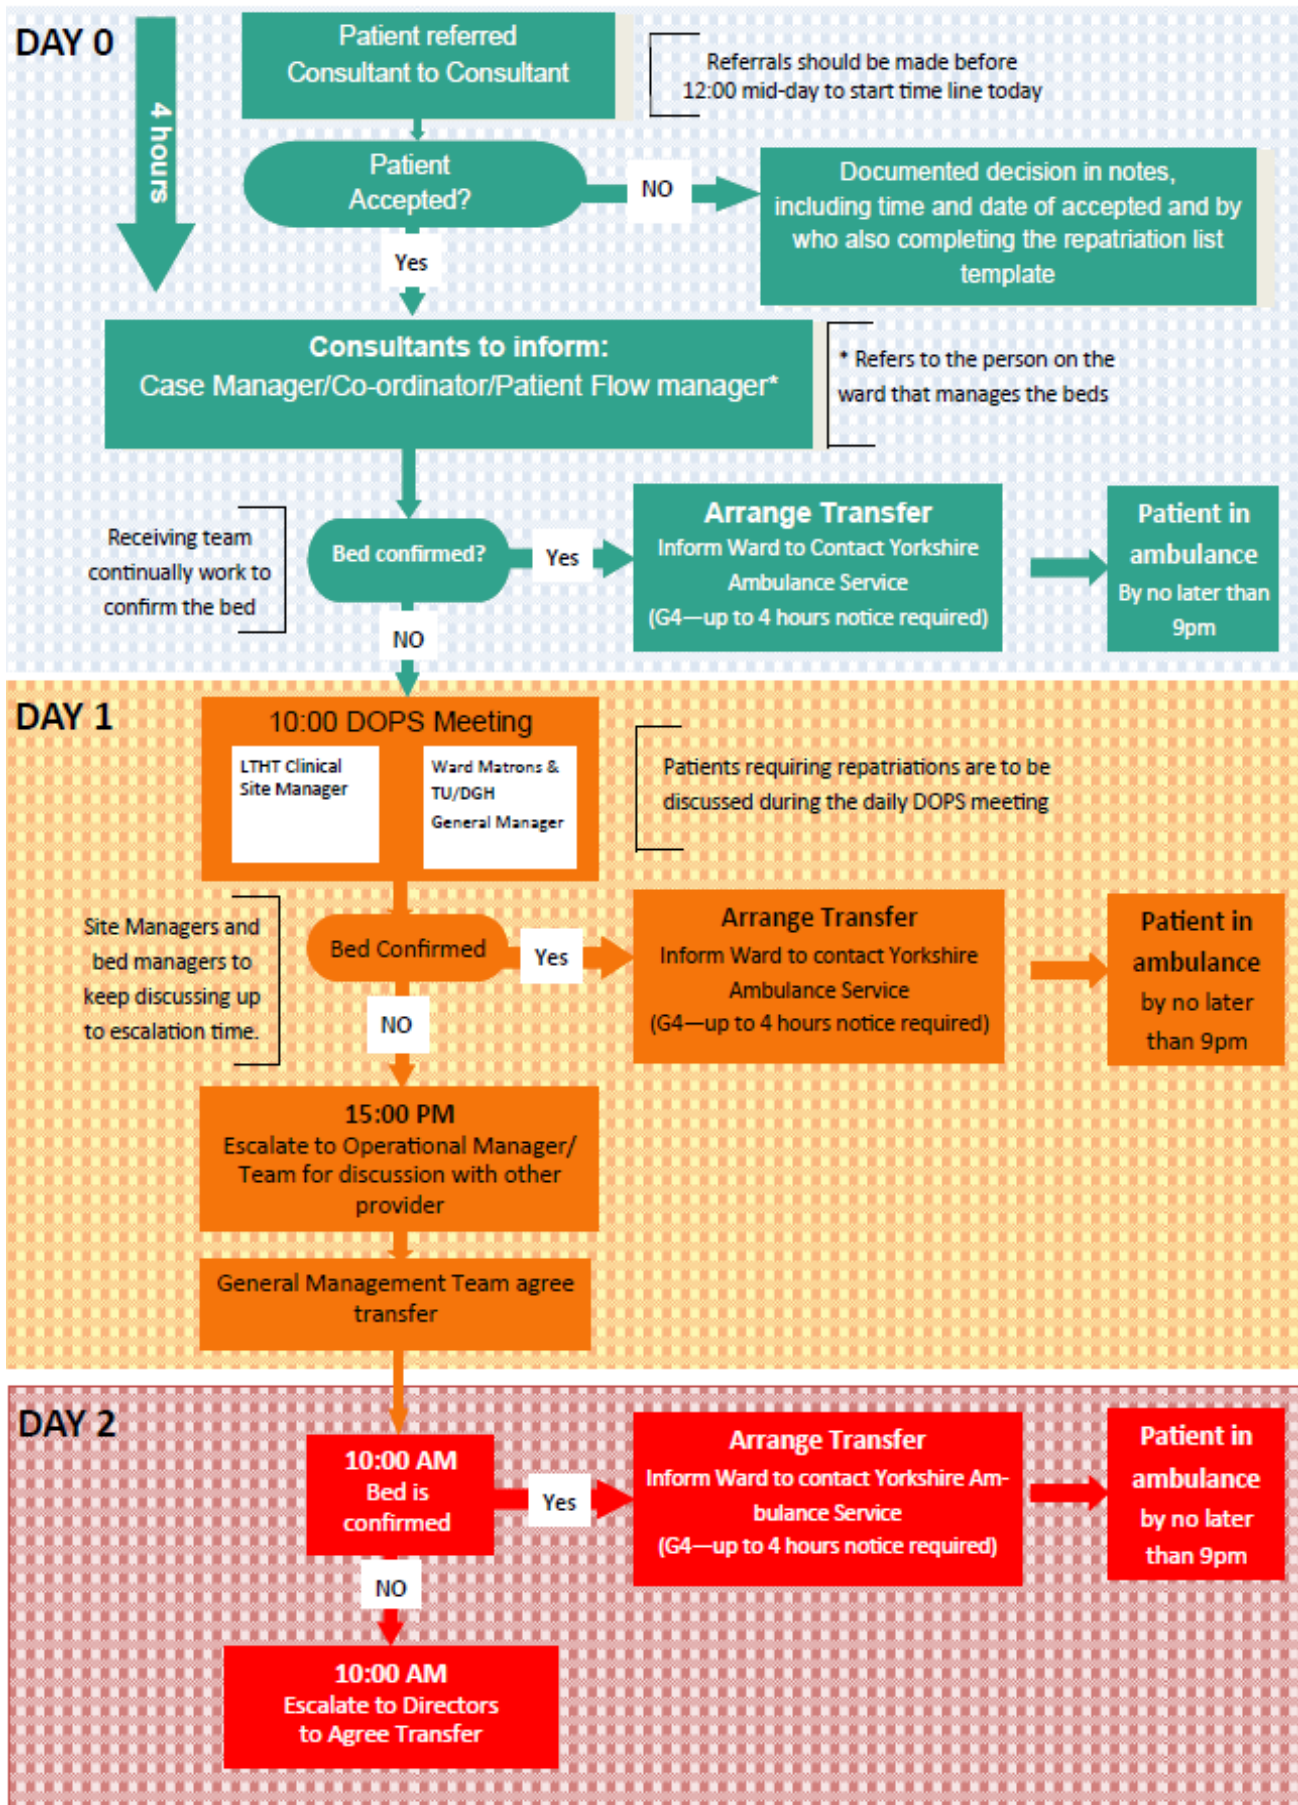 DAY 0
4 hours
Patient referred
Consultant to Consultant
Referrals should be made before
12:00 mid-day to start time line today
Patient
Accepted?
NO
Documented decision in notes,
including time and date of accepted and by
who also completing the repatriation list
template
Yes
Consultants to inform:
Case Manager/Co-ordinator/Patient Flow manager*
* Refers to the person on the
ward that manages the beds
Receiving team
continually work to
confirm the bed
Bed confirmed?
Yes
Arrange Transfer
Inform Ward to Contact Yorkshire
Ambulance Service
(G4—up to 4 hours notice required)
Patient in
ambulance
By no later than
9pm
NO
DAY 1
10:00 DOPS Meeting
LTHT Clinical
Site Manager
Ward Matrons &
TU/DGH
General Manager
Patients requiring repatriations are to be
discussed during the daily DOPS meeting
Site Managers and
bed managers to
keep discussing up
to escalation time.
Bed Confirmed
Yes
Arrange Transfer
Inform Ward to contact Yorkshire
Ambulance Service
(G4—up to 4 hours notice required)
Patient in
ambulance
by no later
than 9pm
NO
15:00 PM
Escalate to Operational Manager/
Team for discussion with other
provider
General Management Team agree
transfer
DAY 2
10:00 AM
Bed is
confirmed
Yes
Arrange Transfer
Inform Ward to contact Yorkshire Am-
bulance Service
(G4—up to 4 hours notice required)
Patient in
ambulance
by no later
than 9pm
NO
10:00 AM
Escalate to Directors
to Agree Transfer